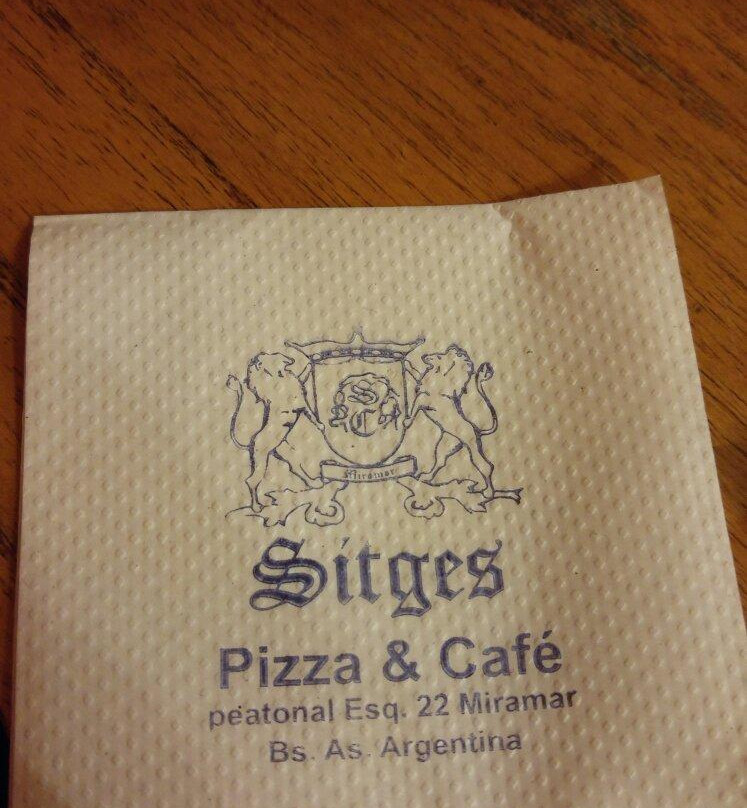 S
C
Miramar
Sitges
Pizza & Café
peatonal Esq. 22 Miramar
Bs. As. Argentina